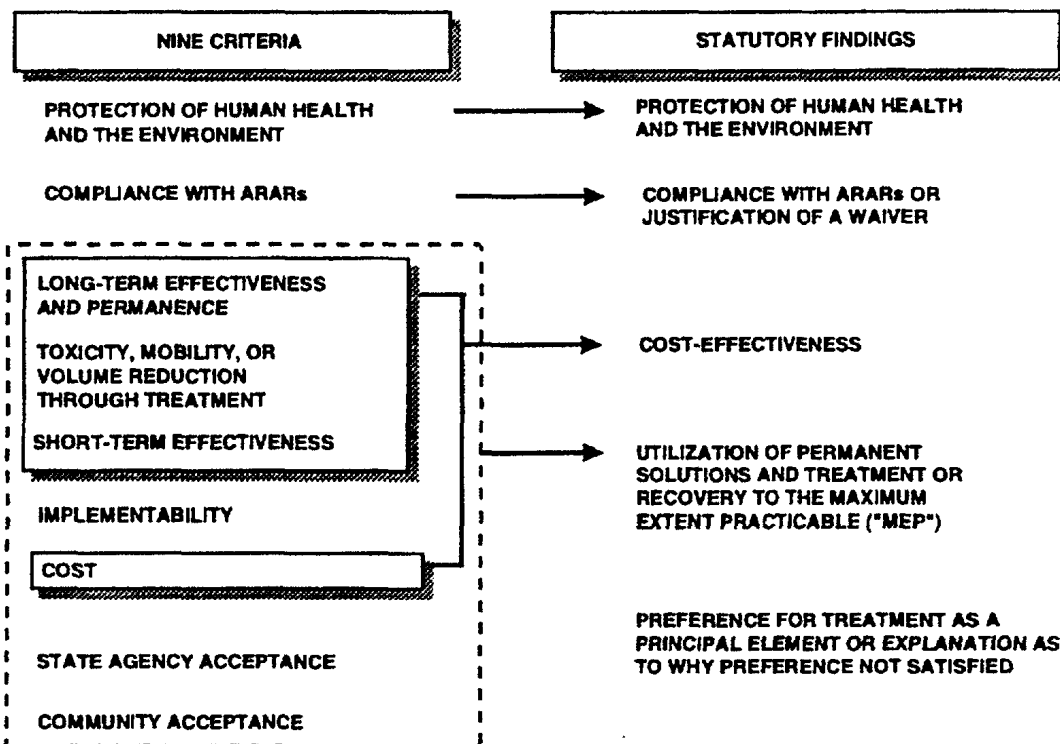 NINE CRITERIA
STATUTORY FINDINGS
PROTECTION OF HUMAN HEALTH
AND THE ENVIRONMENT
PROTECTION OF HUMAN HEALTH
AND THE ENVIRONMENT
COMPLIANCE WITH ARARs
COMPLIANCE WITH ARARs OR
JUSTIFICATION OF A WAIVER
LONG-TERM EFFECTIVENESS
AND PERMANENCE
TOXICITY, MOBILITY, OR
VOLUME REDUCTION
THROUGH TREATMENT
SHORT-TERM EFFECTIVENESS
IMPLEMENTABILITY
COST
STATE AGENCY ACCEPTANCE
COMMUNITY ACCEPTANCE
COST-EFFECTIVENESS
UTILIZATION OF PERMANENT
SOLUTIONS AND TREATMENT OR
RECOVERY TO THE MAXIMUM
EXTENT PRACTICABLE ("MEP")
PREFERENCE FOR TREATMENT AS A
PRINCIPAL ELEMENT OR EXPLANATION AS
TO WHY PREFERENCE NOT SATISFIED